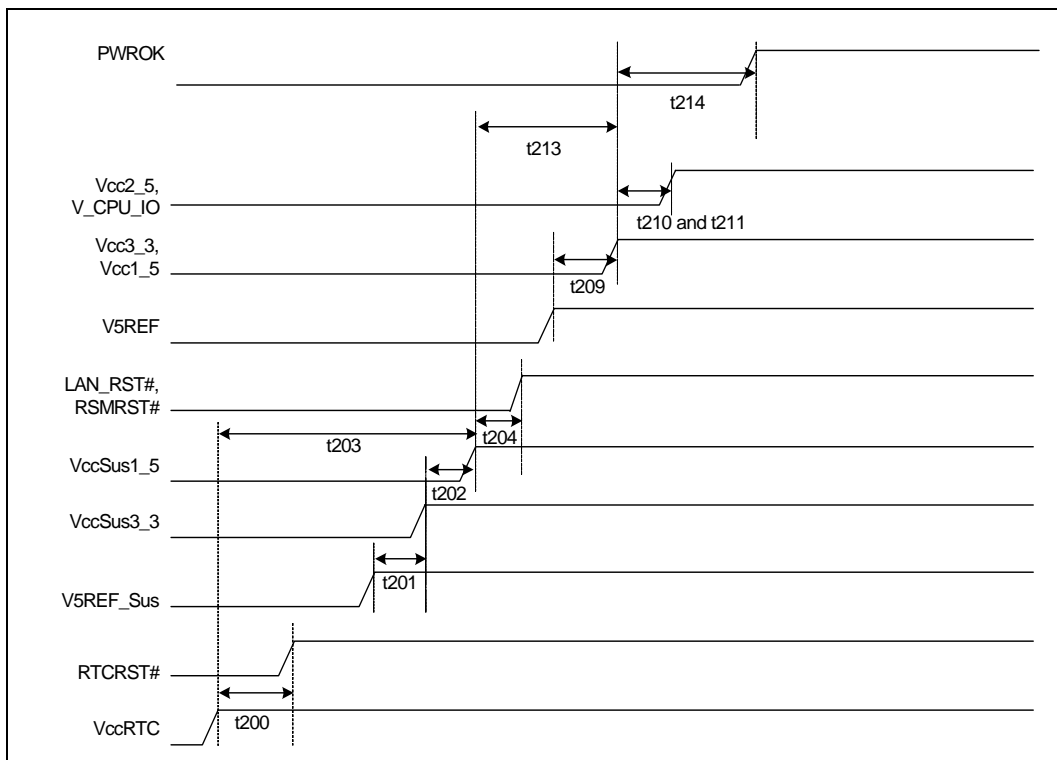 PWROK
t214
t213
Vcc2_5,
V_CPU_IO
t210 and t211
Vcc3_3,
Vcc1_5
t209
V5REF
LAN_RST#,
RSMRST#
t203
t204
VccSus1_5
t202
VccSus3_3
t201
V5REF_Sus
RTCRST#
t200
VccRTC